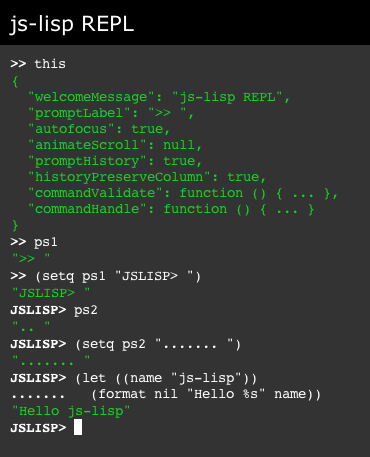 js-lisp REPL
>> this
{
  "welcomeMessage": "js-lisp REPL",
  "promptLabel": ">> ",
  "autofocus": true,
  "animateScroll": null,
  "promptHistory": true,
  "historyPreserveColumn": true,
  "commandValidate": function () { ... },
  "commandHandle": function () { ... }
}
>> ps1
">> "
>> (setq ps1 "JSLISP> ")
"JSLISP> "
JSLISP> ps2
".. "
JSLISP> (setq ps2 "....... ")
"....... "
JSLISP> (let ((name "js-lisp"))
.......   (format nil "Hello %s" name))
"Hello js-lisp"
JSLISP>